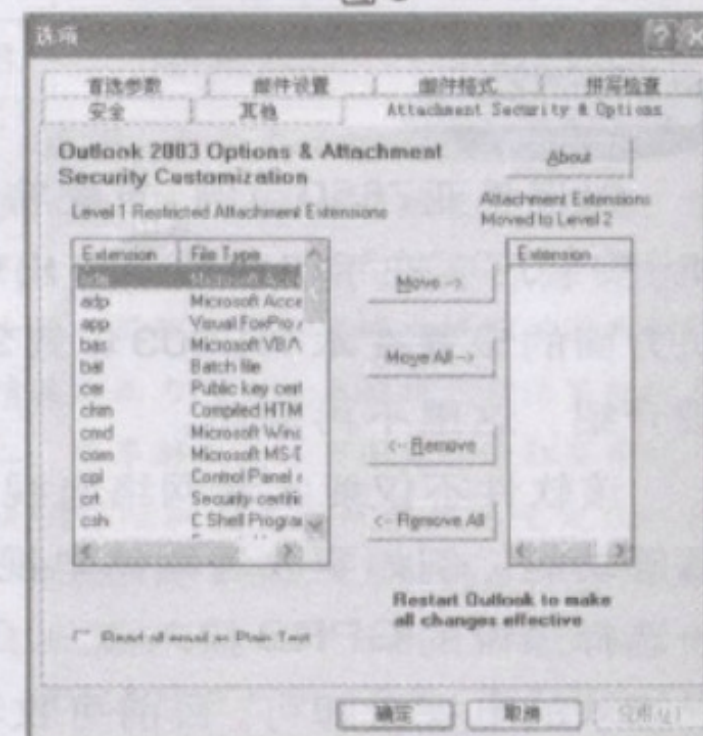 选项
首选参数 邮件设置 邮件格式 拼写检查
安全 其他 Attachment Security & Options
Outlook 2003 Options & Attachment
Security Customization
About
Level 1 Restricted Attachment Extensions
Attachment Extensions
Moved to Level 2
Extension File Type
Extension
adp Microsoft Acce
app Visual FoxPro
bas Microsoft VBA
bat Batch file
cer Public key cert
chm Compiled HTM
cmd Microsoft Wind
com Microsoft MS-D
cpl Control Panel
crt Security certific
csh C Shell Program
Move -->
Move All -->
<-- Remove
<-- Remove All
Restart Outlook to make
all changes effective
Read all email as Plain Text
确定 取消